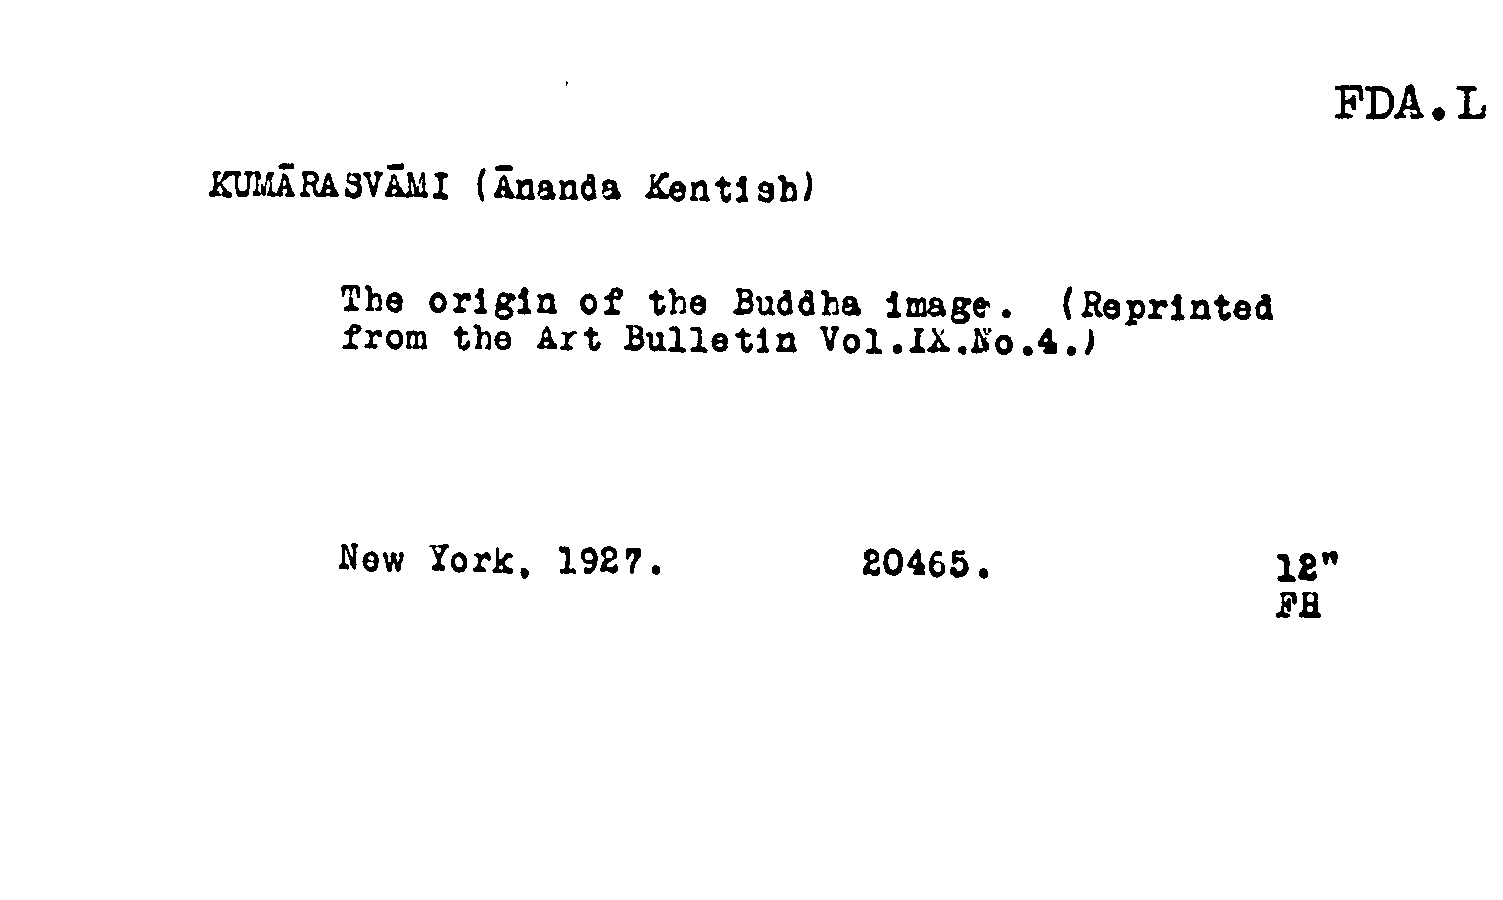 FDA.L
KUMĀRASVĀMI (Ānanda Kentish)
The origin of the Buddha image. (Reprinted
from the Art Bulletin Vol.IX.No.4.)
New York, 1927. 20465. 12"
FH